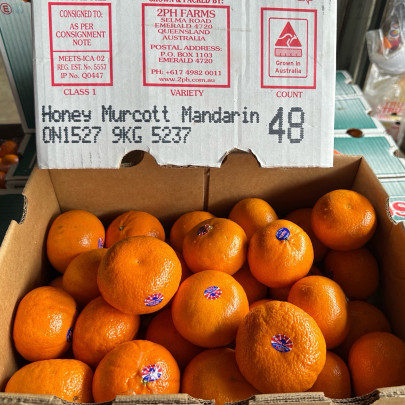 CONSIGNED TO:
AS PER
CONSIGNMENT
NOTE
MEETS-ICA 02
REG. EST. No. 5557
IP No. Q0447
CLASS 1
2PH FARMS
SELMA ROAD
EMERALD 4720
QUEENSLAND
AUSTRALIA
POSTAL ADDRESS:
P.O. BOX 1103
EMERALD 4720
PH: +617 4982 0011
www.2ph.com
VARIETY
Grown in
Australia
COUNT
Honey Murcott Mandarin
ON1527 9KG 5237
48